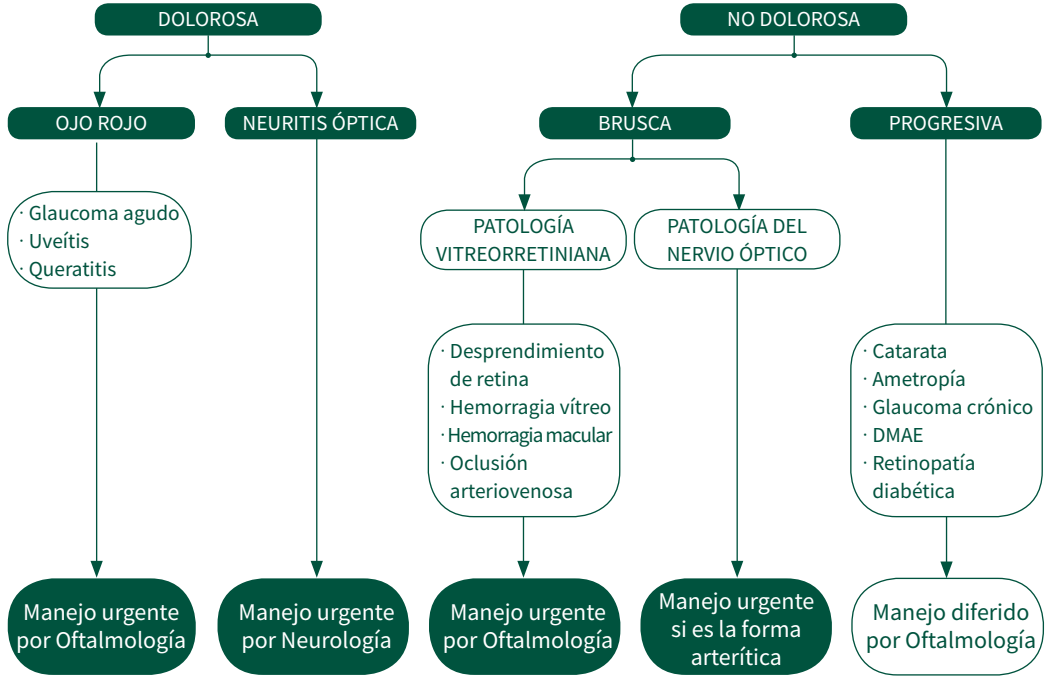 DOLOROSA
NO DOLOROSA
OJO ROJO
NEURITIS ÓPTICA
BRUSCA
PROGRESIVA
· Glaucoma agudo
· Uveítis
· Queratitis
PATOLOGÍA
VITREORRETINIANA
PATOLOGÍA DEL
NERVIO ÓPTICO
· Desprendimiento
de retina
· Hemorragia vítreo
· Hemorragia macular
· Oclusión
arteriovenosa
· Catarata
· Ametropía
· Glaucoma crónico
· DMAE
· Retinopatía
diabética
Manejo urgente
por Oftalmología
Manejo urgente
por Neurología
Manejo urgente
por Oftalmología
Manejo urgente
si es la forma
arterítica
Manejo diferido
por Oftalmología